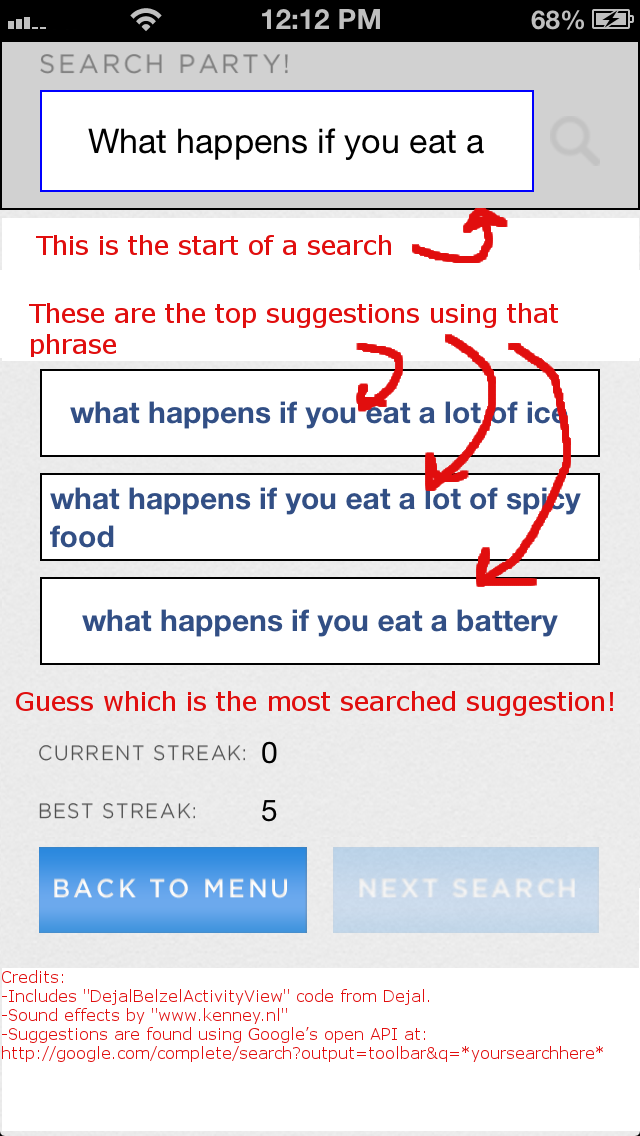 12:12 PM 68%
SEARCH PARTY!
What happens if you eat a
This is the start of a search
These are the top suggestions using that
phrase
what happens if you eat a lot of ice
what happens if you eat a lot of spicy
food
what happens if you eat a battery
Guess which is the most searched suggestion!
CURRENT STREAK: 0
BEST STREAK: 5
BACK TO MENU NEXT SEARCH
Credits:
-Includes "DejalBelzelActivityView" code from Dejal.
-Sound effects by "www.kenney.nl"
-Suggestions are found using Google’s open API at:
http://google.com/complete/search?output=toolbar&q=*yoursearchhere*